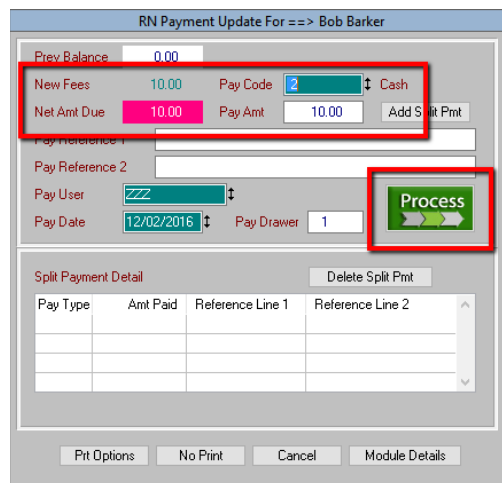 RN Payment Update For ==> Bob Barker
Prev Balance 0.00
New Fees 10.00 Pay Code 2 Cash
Net Amt Due 10.00 Pay Amt 10.00 Add Split Pmt
Pay Reference 1
Pay Reference 2
Pay User ZZZ
Process
Pay Date 12/02/2016 Pay Drawer 1
Split Payment Detail Delete Split Pmt
Pay Type Amt Paid Reference Line 1 Reference Line 2
Prt Options No Print Cancel Module Details